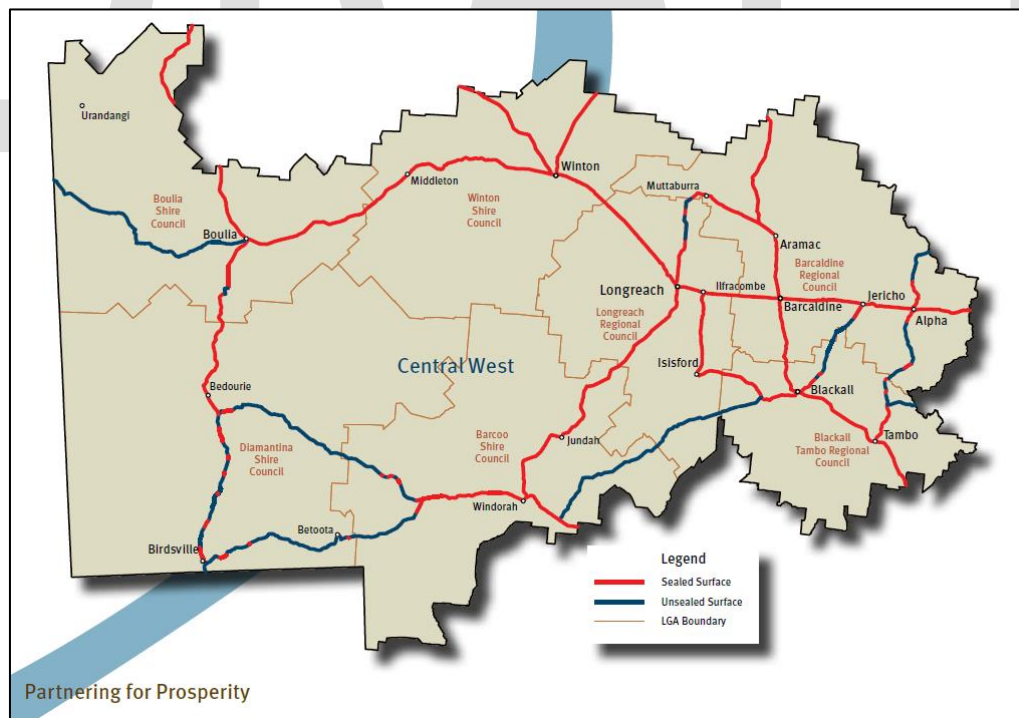 Urandangi
Boulia
Shire
Council
Boulia
Middleton
Winton
Shire
Council
Winton
Muttaburra
Aramac
Barcaldine
Regional
Council
Longreach
Ilfracombe
Barcaldine
Jericho
Alpha
Longreach
Regional
Council
Central West
Isisford
Blackall
Bedourie
Diamantina
Shire
Council
Barcoo
Shire
Council
Jundah
Tambo
Blackall
Tambo Regional
Council
Windorah
Betoota
Birdsville
Legend
Sealed Surface
Unsealed Surface
LGA Boundary
Partnering for Prosperity